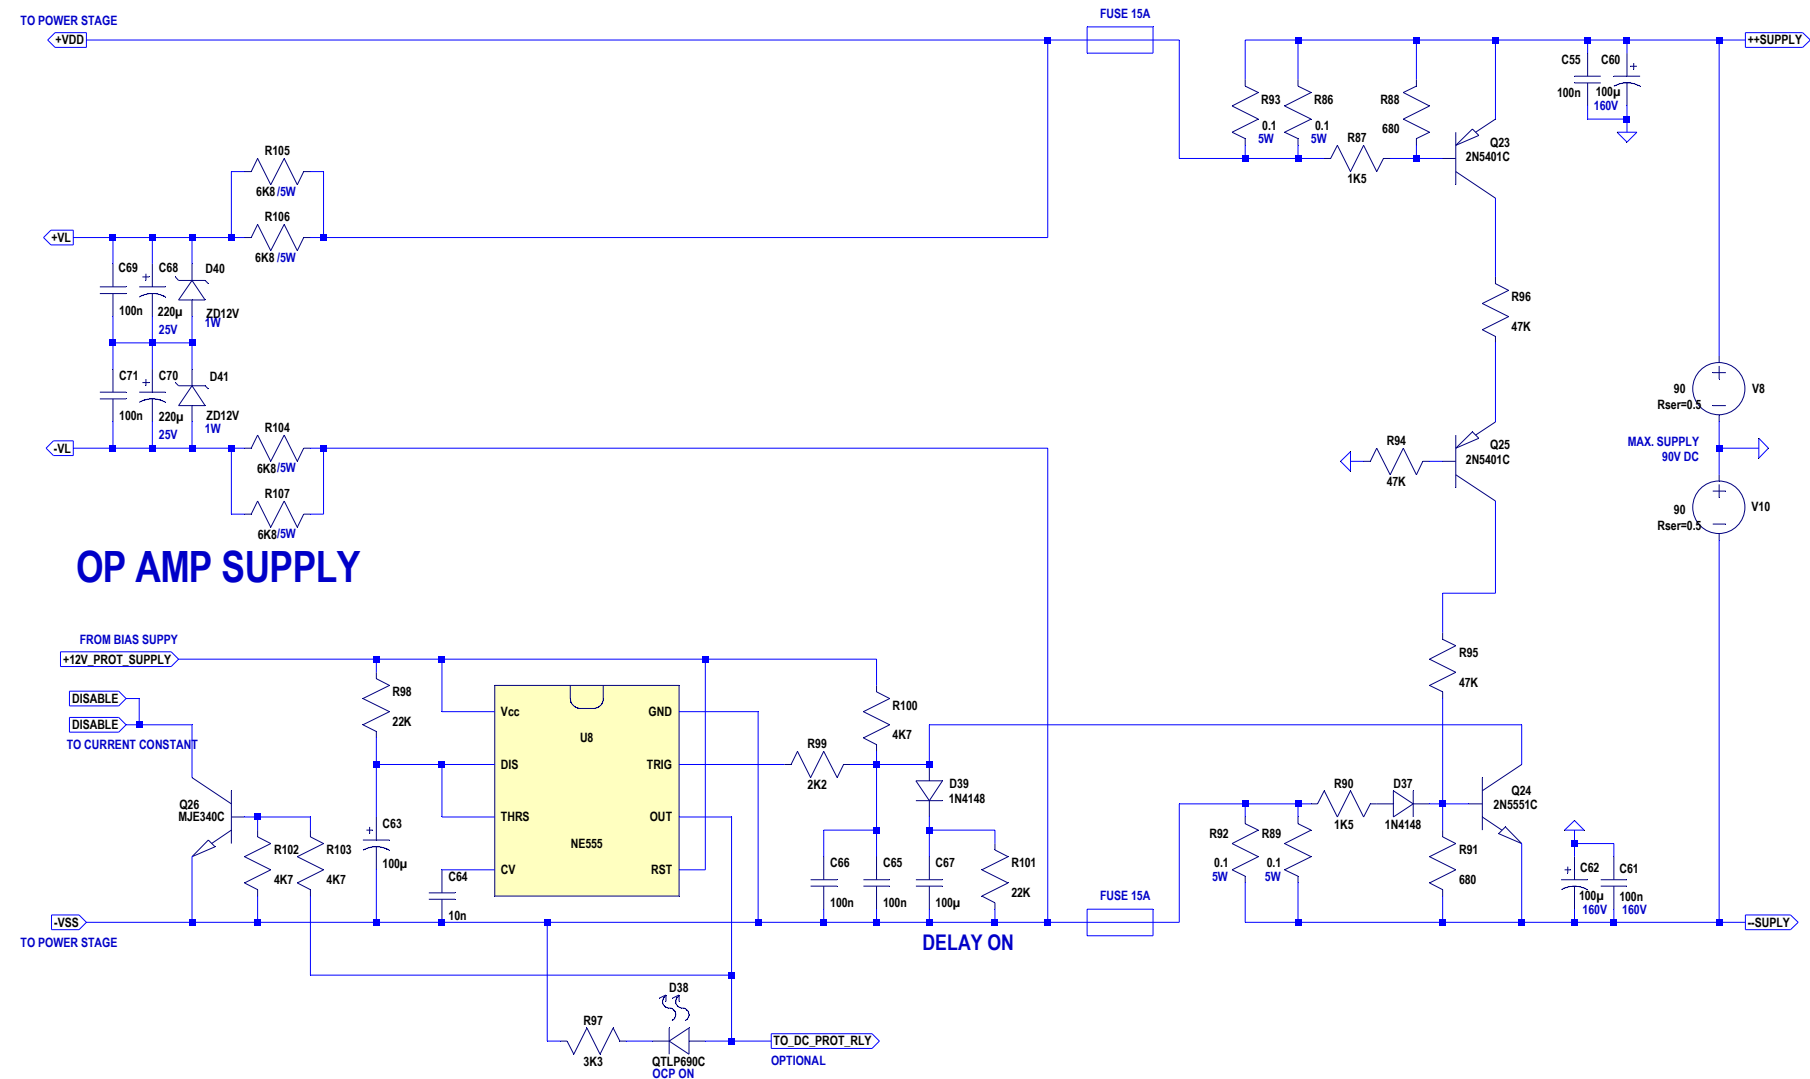 TO POWER STAGE
+VDD
FUSE 15A
++SUPPLY
C55
100n
C60
+
100µ
160V
R93
0.1
5W
R86
0.1
5W
R88
680
R87
1K5
Q23
2N5401C
R105
6K8/5W
R106
6K8/5W
+VL
C69
100n
C68
+
220µ
25V
D40
ZD12V
1W
R96
47K
C71
100n
C70
+
220µ
25V
D41
ZD12V
1W
-VL
R104
6K8/5W
R107
6K8/5W
R94
47K
Q25
2N5401C
90
Rser=0.5
V8
MAX. SUPPLY
90V DC
90
Rser=0.5
V10
OP AMP SUPPLY
FROM BIAS SUPPY
+12V_PROT_SUPPLY
DISABLE
DISABLE
TO CURRENT CONSTANT
R98
22K
Vcc
GND
U8
DIS
TRIG
THRS
OUT
NE555
CV
RST
R100
4K7
R99
2K2
R95
47K
D39
1N4148
R90
1K5
D37
1N4148
Q24
2N5551C
Q26
MJE340C
R102
4K7
R103
4K7
C63
+
100µ
C64
10n
C66
100n
C65
100n
C67
100µ
R101
22K
R92
0.1
5W
R89
0.1
5W
R91
680
C62
+
100µ
160V
C61
100n
160V
FUSE 15A
-VSS
TO POWER STAGE
DELAY ON
--SUPLY
D38
QTLP690C
OCP ON
R97
3K3
TO_DC_PROT_RLY
OPTIONAL